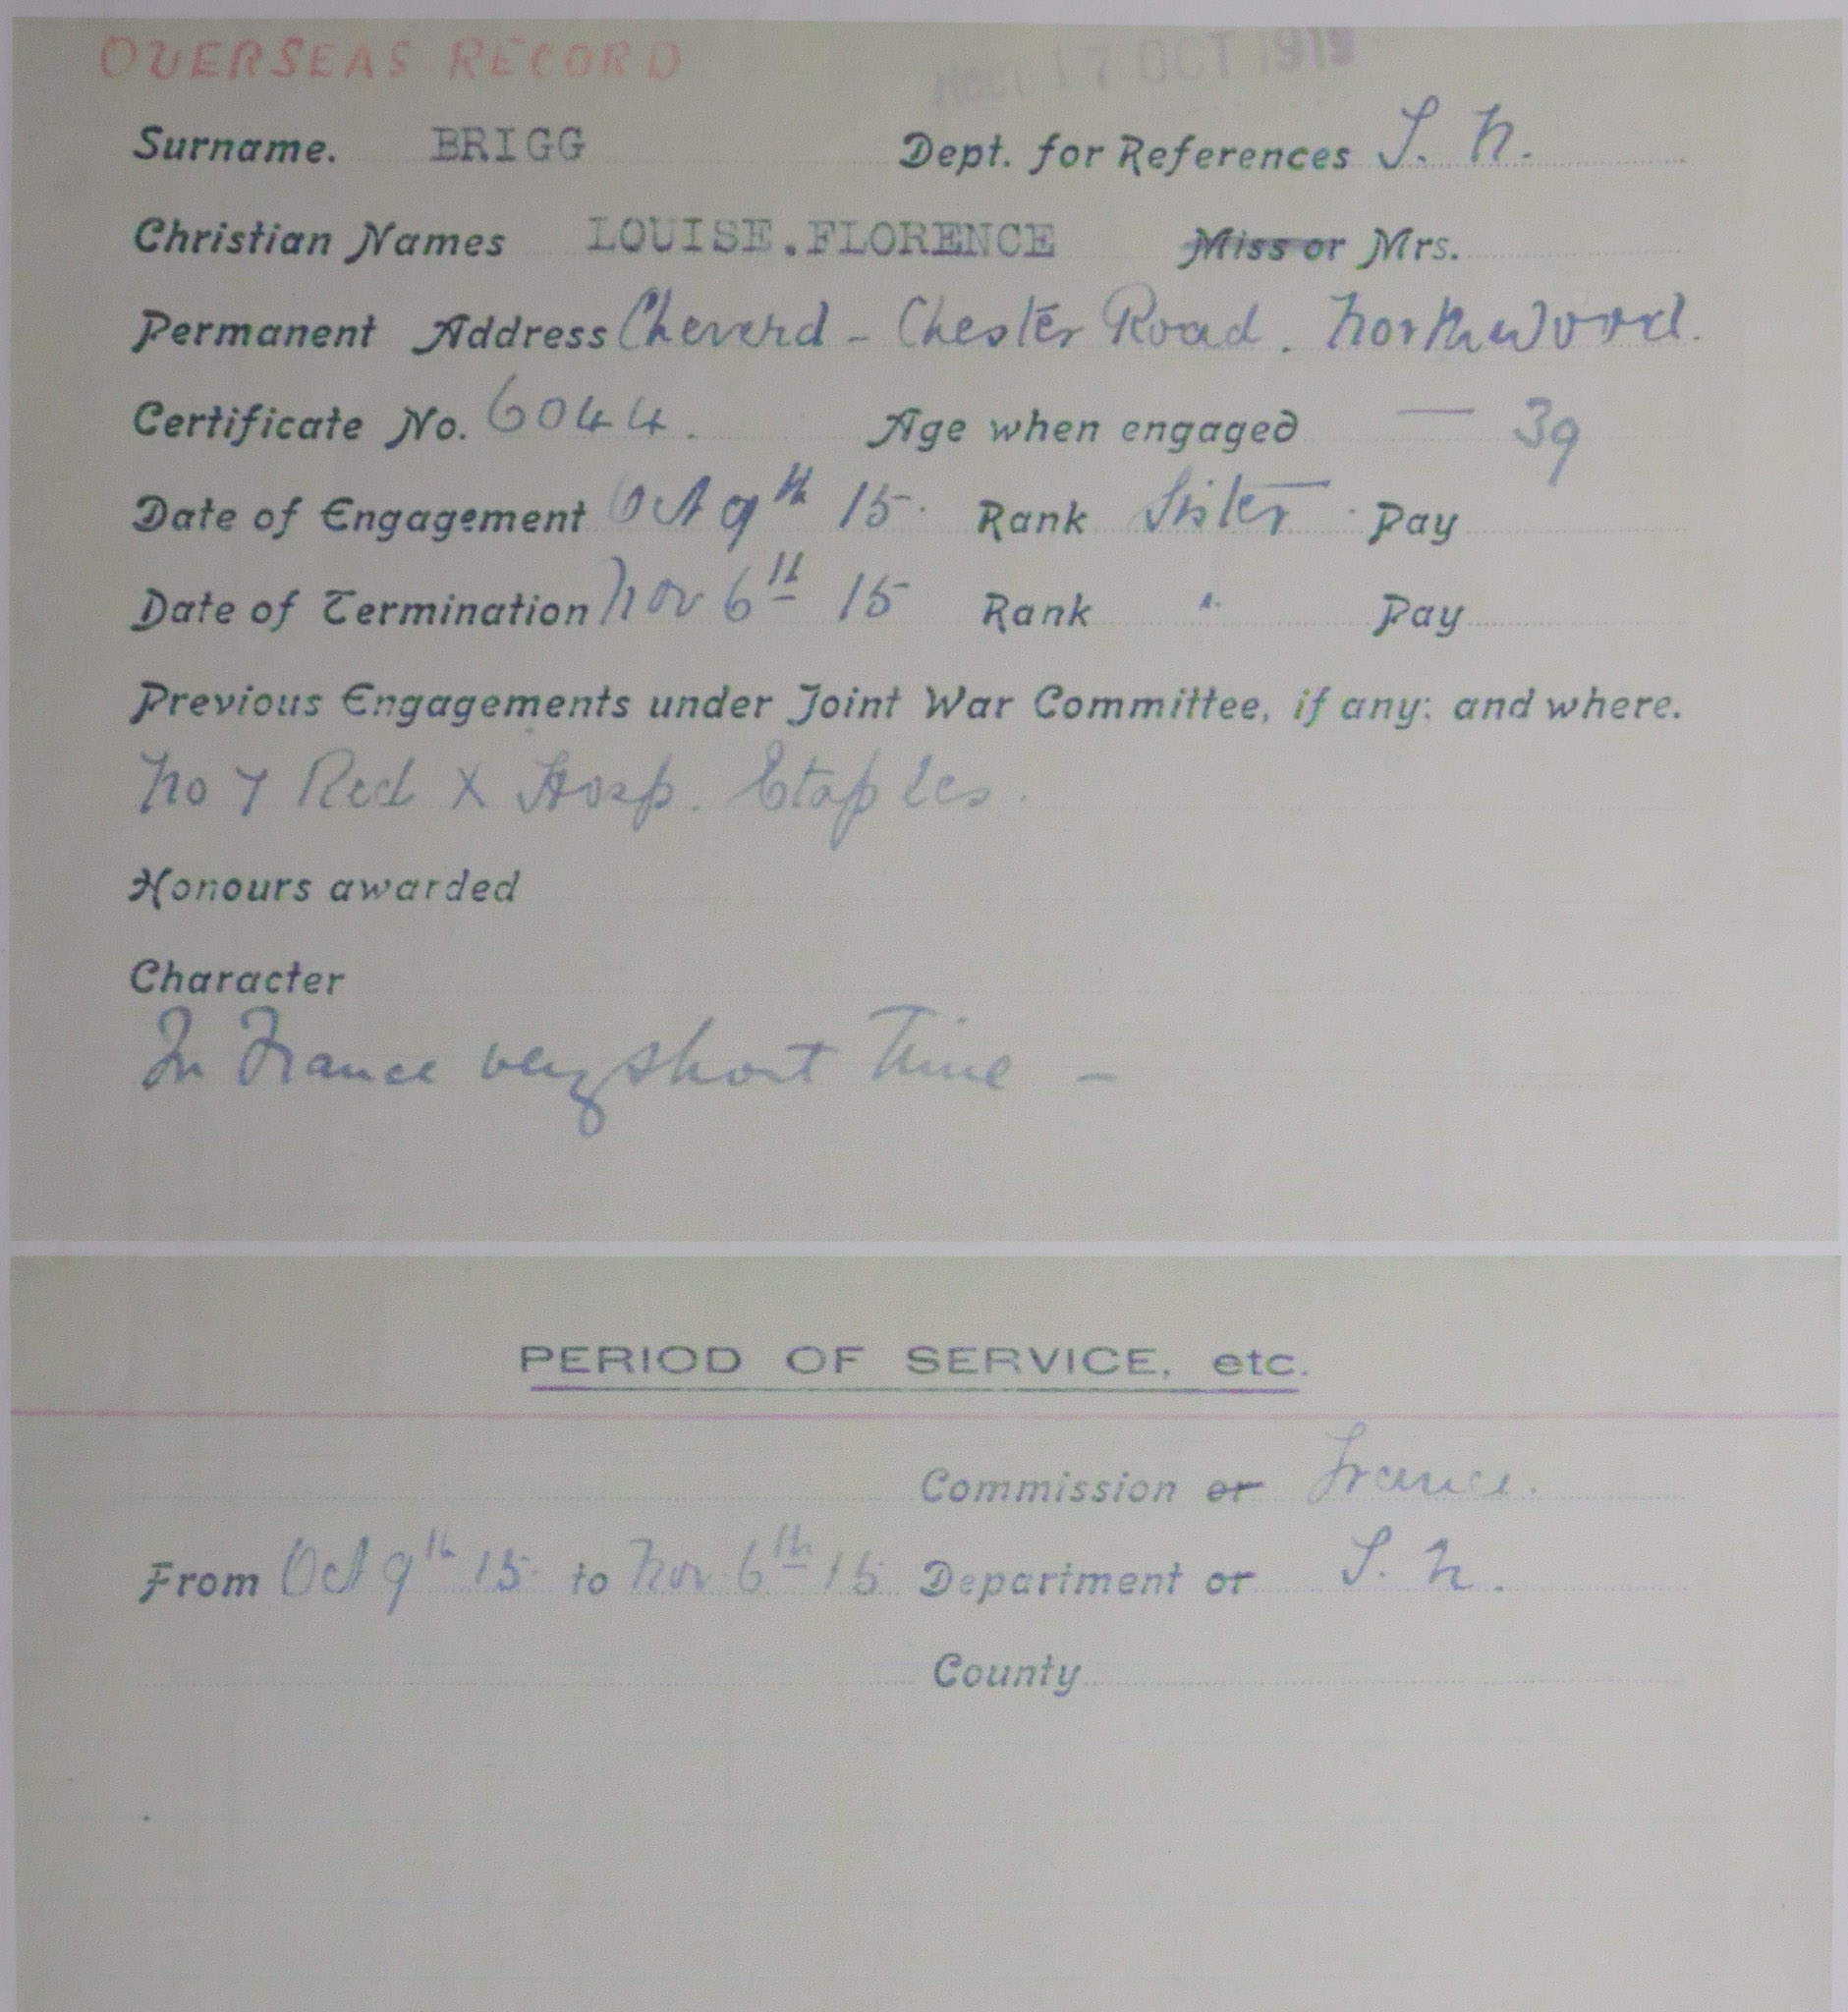 OVERSEAS RECORD
Recd 17 OCT 1919
Surname. BRIGG Dept. for References T. N.
Christian Names LOUISE.FLORENCE Miss or Mrs.
Permanent Address Cheverd - Chester Road. Northwood.
Certificate No. 6044. Age when engaged — 39
Date of Engagement Oct 9th 15. Rank Sister. Pay
Date of Termination Nov 6th 15 Rank " Pay
Previous Engagements under Joint War Committee, if any: and where.
No 7 Red X Hosp. Etaples.
Honours awarded
Character
In France very short Time -
PERIOD OF SERVICE, etc.
Commission or France.
From Oct 9th 15. to Nov 6th 15 Department or T. N.
County